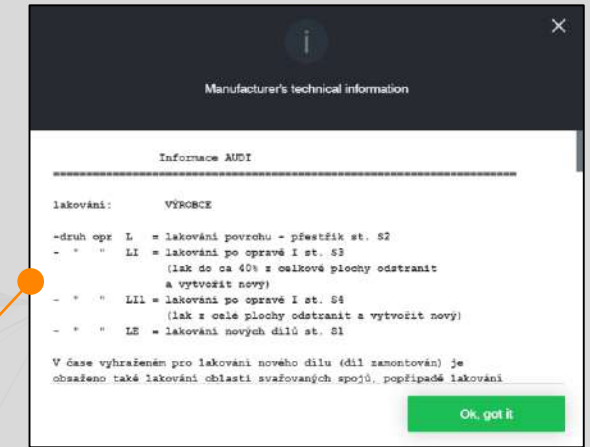 i
Manufacturer's technical information
Informace AUDI
======================================================================
lakování: VÝROBCE
-druh opr L = lakování povrchu - přestřik st. S2
- " " LI = lakování po opravě I st. S3
(lak do ca 40% z celkové plochy odstranit
a vytvořit nový)
- " " LI1 = lakování po opravě I st. S4
(lak z celé plochy odstranit a vytvořit nový)
- " " LE = lakování nových dílů st. S1
V čase vyhraženém pro lakování nového dílu (díl zamontován) je
obsaženo také lakování oblasti svařovaných spojů, popřípadě lakování
Ok, got it